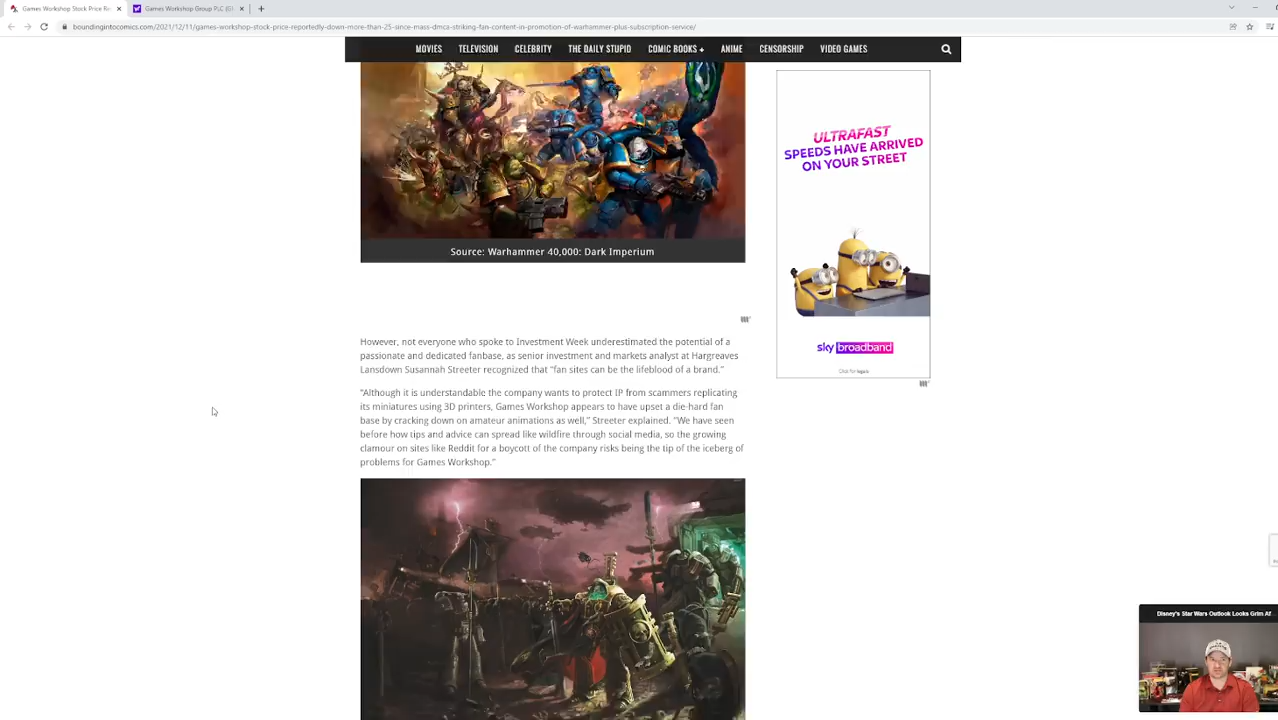 Games Workshop Stock Price Re
Games Workshop Group PLC (G
boundingintocomics.com/2021/12/11/games-workshop-stock-price-reportedly-down-more-than-25-since-mass-dmca-striking-fan-content-in-promotion-of-warhammer-plus-subscription-service/
MOVIES TELEVISION CELEBRITY THE DAILY STUPID COMIC BOOKS + ANIME CENSORSHIP VIDEO GAMES
Source: Warhammer 40,000: Dark Imperium
However, not everyone who spoke to Investment Week underestimated the potential of a
passionate and dedicated fanbase, as senior investment and markets analyst at Hargreaves
Lansdown Susannah Streeter recognized that “fan sites can be the lifeblood of a brand.”
“Although it is understandable the company wants to protect IP from scammers replicating
its miniatures using 3D printers, Games Workshop appears to have upset a die-hard fan
base by cracking down on amateur animations as well,” Streeter explained. “We have seen
before how tips and advice can spread like wildfire through social media, so the growing
clamour on sites like Reddit for a boycott of the company risks being the tip of the iceberg of
problems for Games Workshop.”
ULTRAFAST
SPEEDS HAVE ARRIVED
ON YOUR STREET
sky broadband
Click for legals
Disney's Star Wars Outlook Looks Grim Af